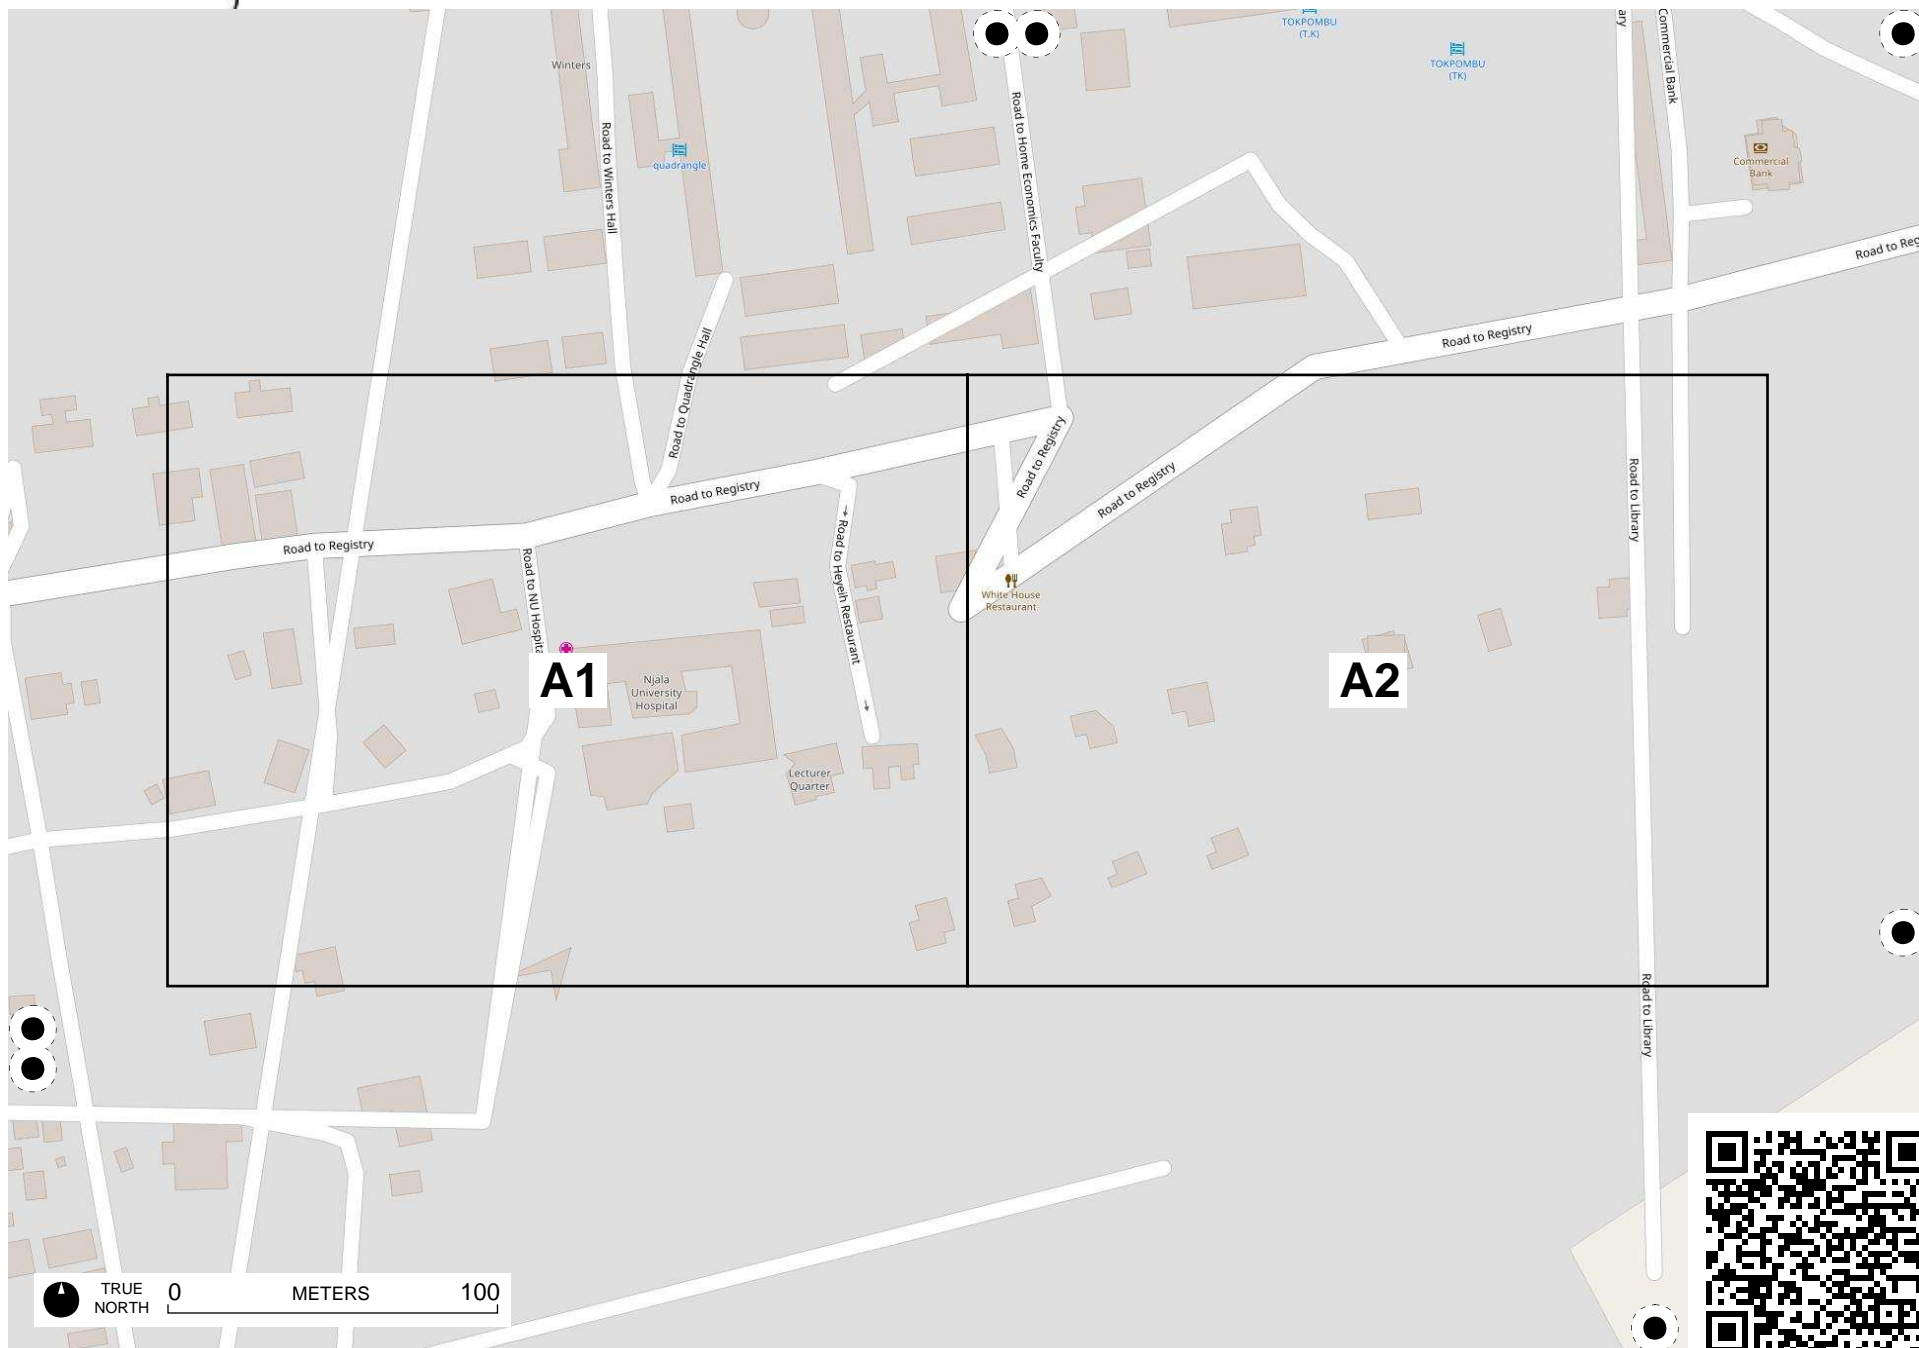 TOKPOMBU
(T.K)
TOKPOMBU
(TK)
Winters
quadrangle
Road to Winters Hall
Road to Home Economics Faculty
ary
Commercial Bank
Commercial
Bank
Road to Reg
Road to Registry
Road to Quadrangle Hall
Road to Registry
Road to Registry
Road to Registry
Road to Registry
Road to Library
Road to NU Hospita
Road to Heyeih Restaurant
White House
Restaurant
A1
A2
Njala
University
Hospital
Lecturer
Quarter
Road to Library
TRUE
NORTH
0 METERS 100